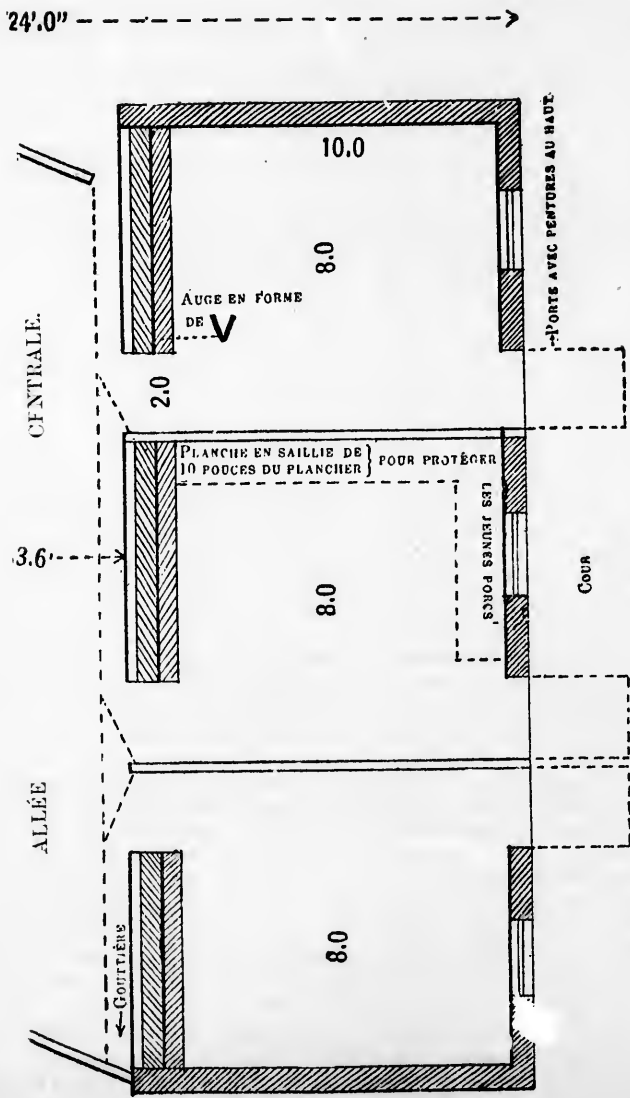 24'.0"
10.0
8.0
AUGE EN FORME
DE V
2.0
PORTE AVEC PENTURES AU HAUT
CENTRALE.
PLANCHE EN SAILLIE DE
10 POUCES DU PLANCHER } POUR PROTÉGER
LES JEUNES PORCS
3.6
8.0
COUR
ALLÉE
GOUTTIÈRE
8.0